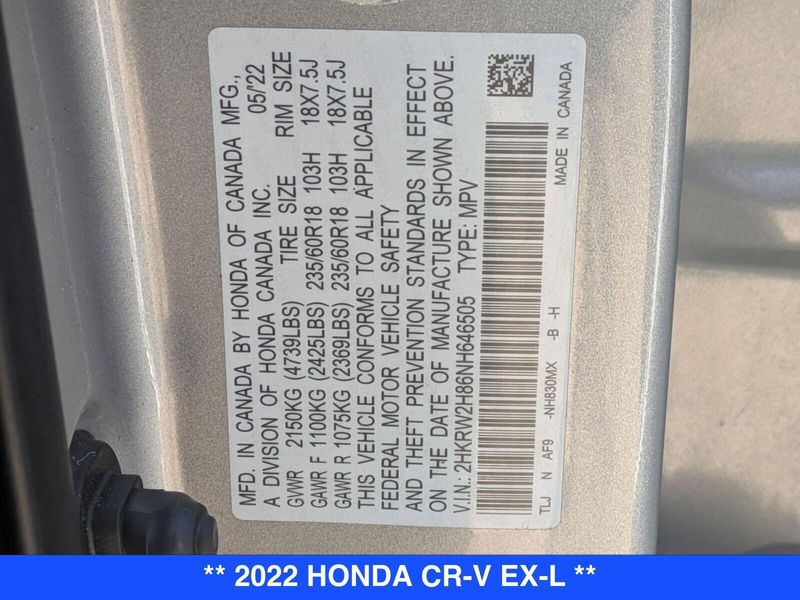 MFD. IN CANADA BY HONDA OF CANADA MFG.,
A DIVISION OF HONDA CANADA INC. 05/'22
GVWR 2150KG (4739LBS) TIRE SIZE RIM SIZE
GAWR F 1100KG (2425LBS) 235/60R18 103H 18X7.5J
GAWR R 1075KG (2369LBS) 235/60R18 103H 18X7.5J
THIS VEHICLE CONFORMS TO ALL APPLICABLE
FEDERAL MOTOR VEHICLE SAFETY
AND THEFT PREVENTION STANDARDS IN EFFECT
ON THE DATE OF MANUFACTURE SHOWN ABOVE.
V.I.N.: 2HKRW2H86NH646505 TYPE: MPV
TLJ N AF9 -NH830MX -B -H MADE IN CANADA
** 2022 HONDA CR-V EX-L **